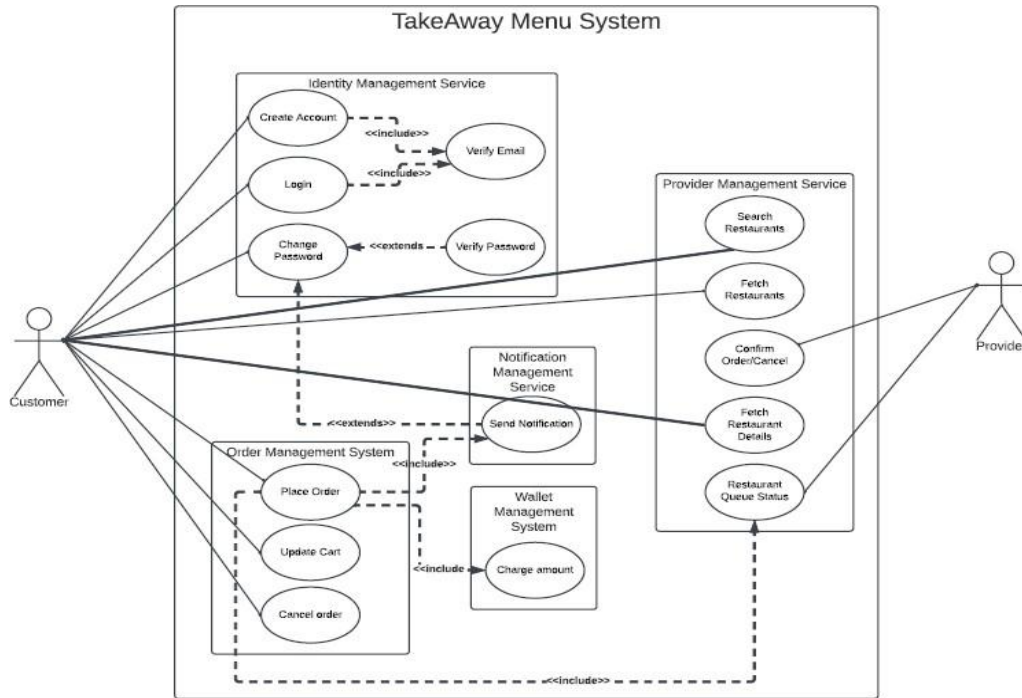 TakeAway Menu System
Identity Management Service
Create Account
<<include>>
Verify Email
Login
<<include>>
Change
Password
<<extends
Verify Password
Provider Management Service
Search
Restaurants
Fetch
Restaurants
Confirm
Order/Cancel
Fetch
Restaurant
Details
Restaurant
Queue Status
Customer
Provide
Notification
Management
Service
Send Notification
<<extends>>
<<include>>
Order Management System
Place Order
Update Cart
Cancel order
Wallet
Management
System
Charge amount
<<include
<<include>>